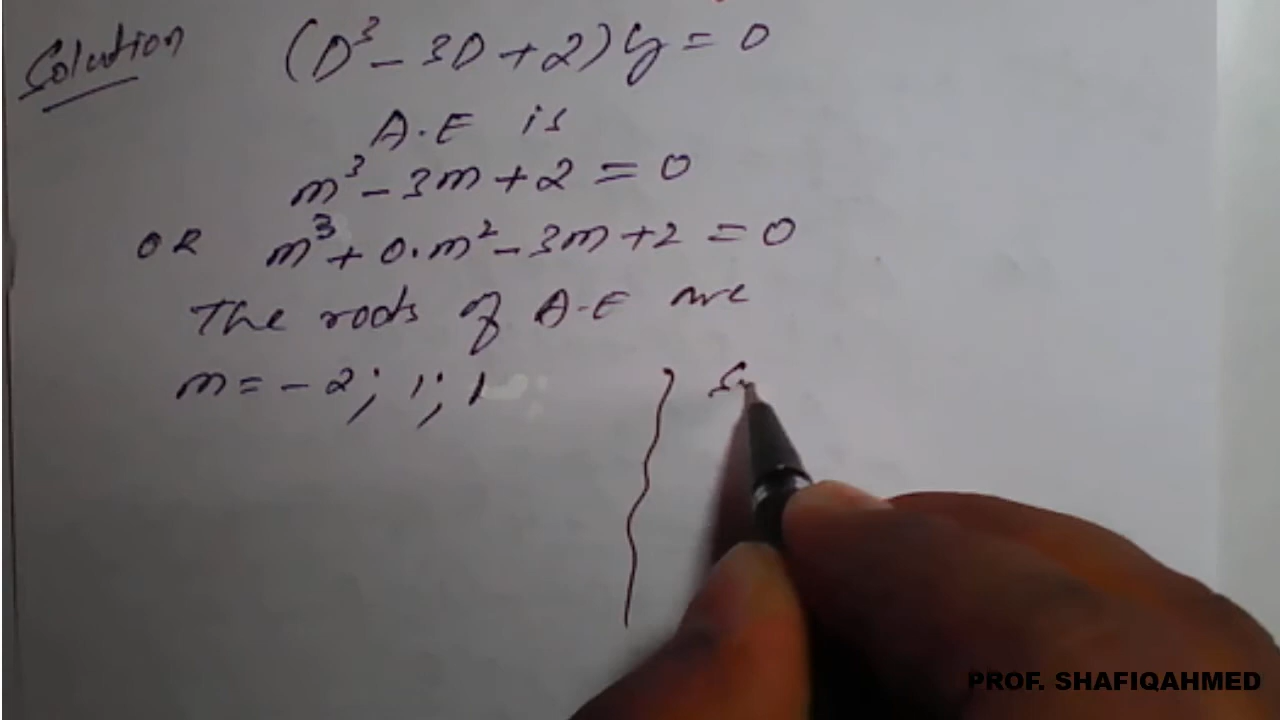 Solution (D³ - 3D + 2) y = 0
A.E is
m³ - 3m + 2 = 0
OR m³ + 0.m² - 3m + 2 = 0
The roots of A-E are
m = - 2 ; 1 ; 1
PROF. SHAFIQAHMED